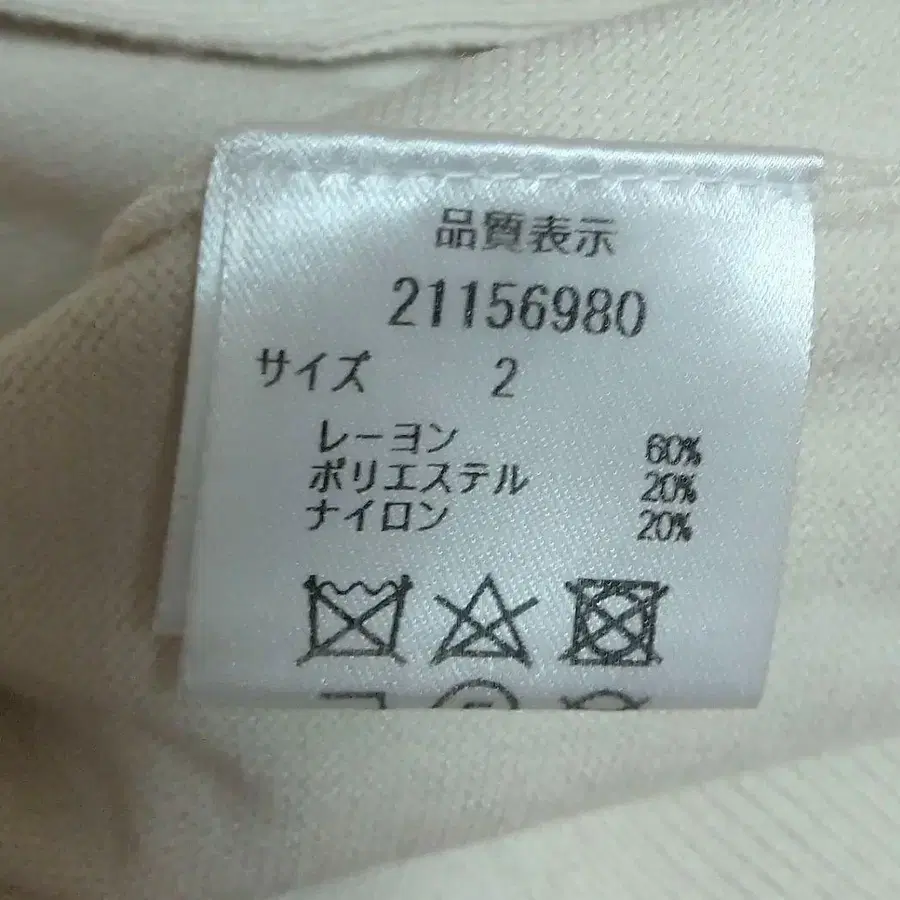 品質表示
21156980
サイズ 2
レーヨン 60%
ポリエステル 20%
ナイロン 20%